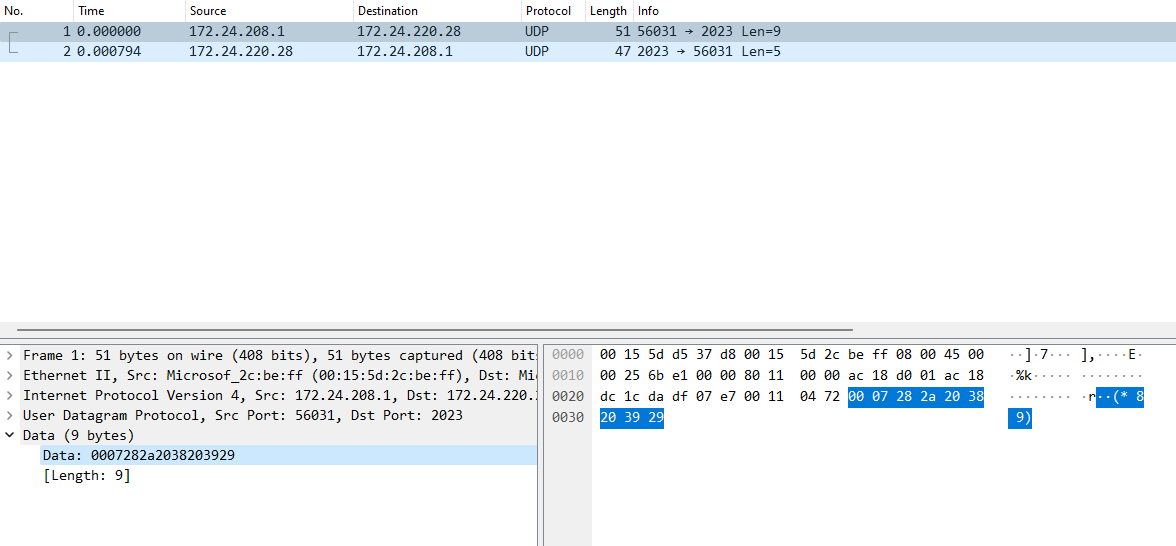 No. Time Source Destination Protocol Length Info
1 0.000000 172.24.208.1 172.24.220.28 UDP 51 56031 → 2023 Len=9
2 0.000794 172.24.220.28 172.24.208.1 UDP 47 2023 → 56031 Len=5
Frame 1: 51 bytes on wire (408 bits), 51 bytes captured (408 bit
Ethernet II, Src: Microsof_2c:be:ff (00:15:5d:2c:be:ff), Dst: Mi
Internet Protocol Version 4, Src: 172.24.208.1, Dst: 172.24.220.
User Datagram Protocol, Src Port: 56031, Dst Port: 2023
Data (9 bytes)
Data: 0007282a2038203929
[Length: 9]
0000 00 15 5d d5 37 d8 00 15 5d 2c be ff 08 00 45 00 ··]·7··· ],····E·
0010 00 25 6b e1 00 00 80 11 00 00 ac 18 d0 01 ac 18 ·%k····· ········
0020 dc 1c da df 07 e7 00 11 04 72 00 07 28 2a 20 38 ········ ·r··(* 8
0030 20 39 29 9)